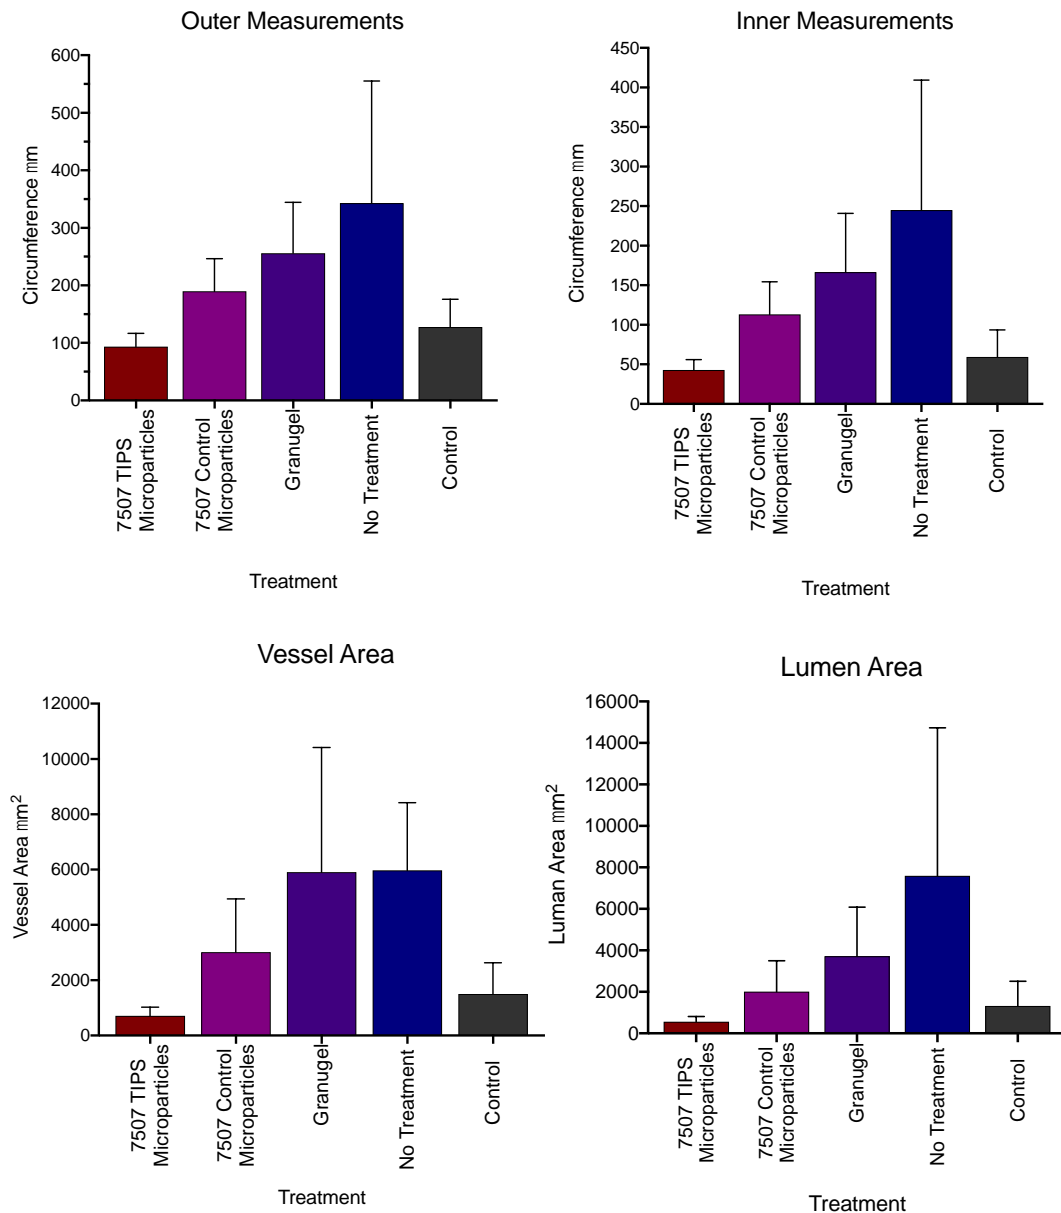 Outer Measurements
600
500
400
300
200
100
0
Circumference mm
7507 TIPS
Microparticles
7507 Control
Microparticles
Granugel
No Treatment
Control
Treatment
Inner Measurements
450
400
350
300
250
200
150
100
50
0
Circumference mm
7507 TIPS
Microparticles
7507 Control
Microparticles
Granugel
No Treatment
Control
Treatment
Vessel Area
12000
10000
8000
6000
4000
2000
0
Vessel Area mm²
7507 TIPS
Microparticles
7507 Control
Microparticles
Granugel
No Treatment
Control
Treatment
Lumen Area
16000
14000
12000
10000
8000
6000
4000
2000
0
Luman Area mm²
7507 TIPS
Microparticles
7507 Control
Microparticles
Granugel
No Treatment
Control
Treatment